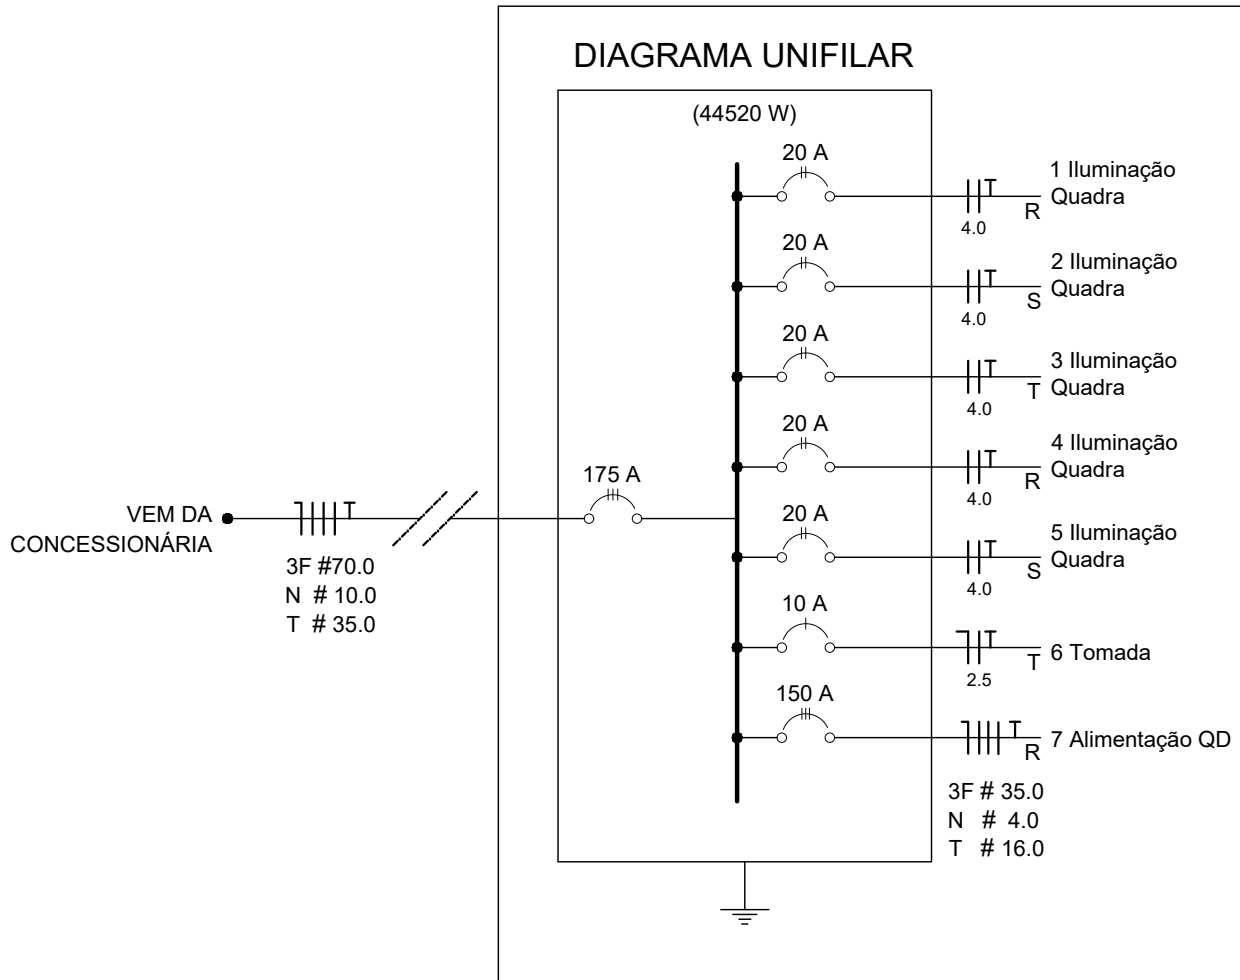 DIAGRAMA UNIFILAR
(44520 W)
20 A
1 Iluminação
Quadra
R
4.0
20 A
2 Iluminação
Quadra
S
4.0
20 A
3 Iluminação
Quadra
T
4.0
20 A
4 Iluminação
Quadra
R
4.0
175 A
VEM DA
CONCESSIONÁRIA
3F #70.0
N # 10.0
T # 35.0
20 A
5 Iluminação
Quadra
S
4.0
10 A
6 Tomada
T
2.5
150 A
7 Alimentação QD
R
3F # 35.0
N # 4.0
T # 16.0